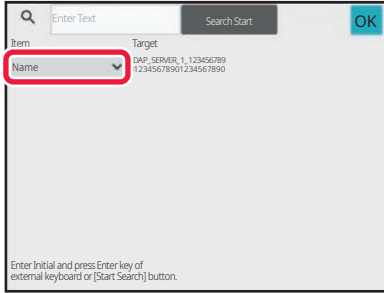 Enter Text
Search Start
OK
Item
Target
Name
DAP_SERVER_1_123456789
012345678901234567890
Enter Initial and press Enter key of
external keyboard or [Start Search] button.